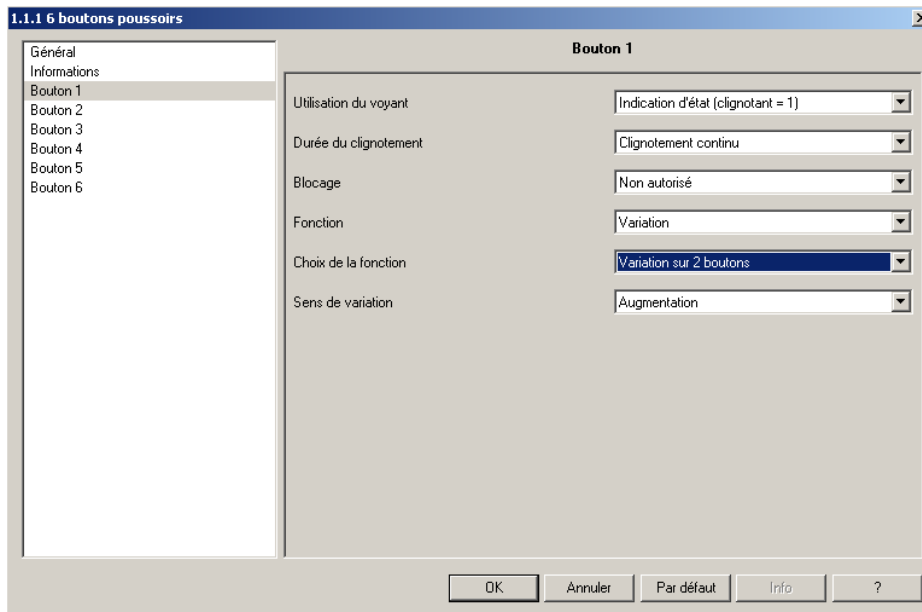 1.1.1 6 boutons poussoirs
Général
Informations
Bouton 1
Bouton 2
Bouton 3
Bouton 4
Bouton 5
Bouton 6
Bouton 1
Utilisation du voyant
Indication d'état (clignotant = 1)
Durée du clignotement
Clignotement continu
Blocage
Non autorisé
Fonction
Variation
Choix de la fonction
Variation sur 2 boutons
Sens de variation
Augmentation
OK
Annuler
Par défaut
Info
?